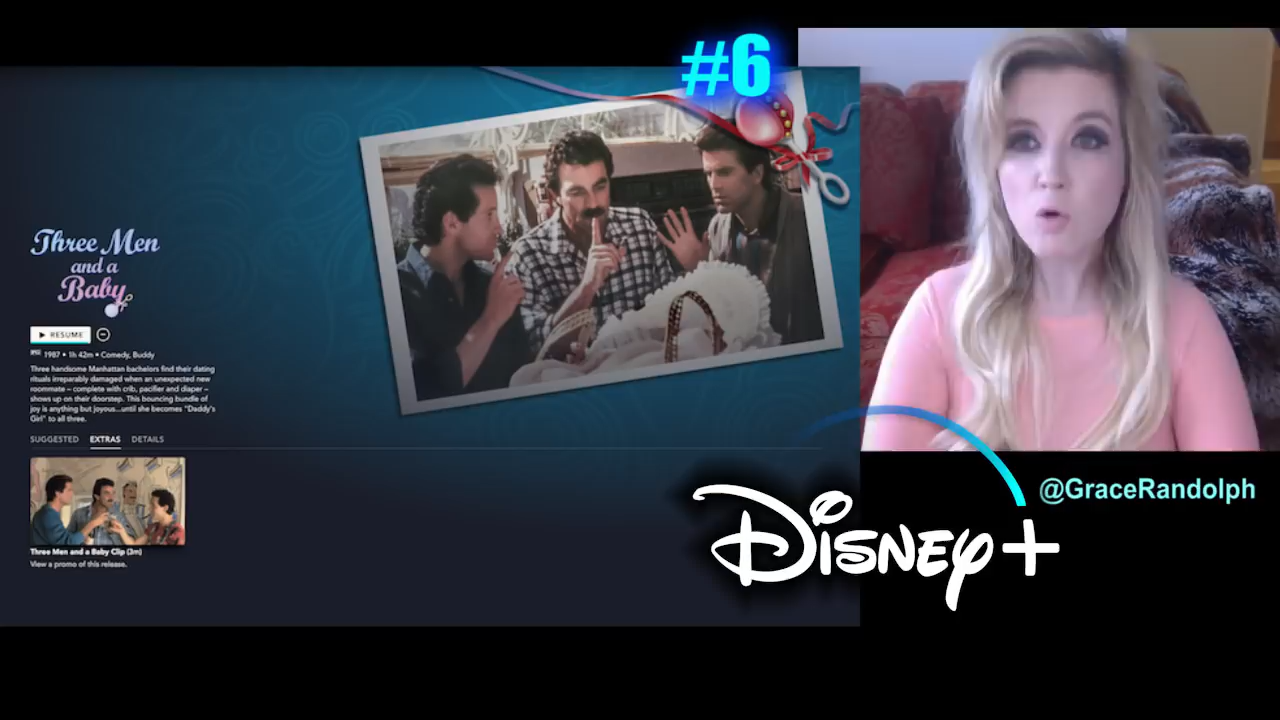 #6
Three Men
and a
Baby
RESUME
1987 • 1h 42m • Comedy, Buddy
Three handsome Manhattan bachelors find their dating
rituals irreparably damaged when an unexpected new
roommate – complete with crib, pacifier and diaper –
shows up on their doorstep. This bouncing bundle of
joy is anything but joyous...until she becomes "Daddy's
Girl" to all three.
SUGGESTED EXTRAS DETAILS
Three Men and a Baby Clip (3m)
View a promo of this release.
Disney+
@GraceRandolph